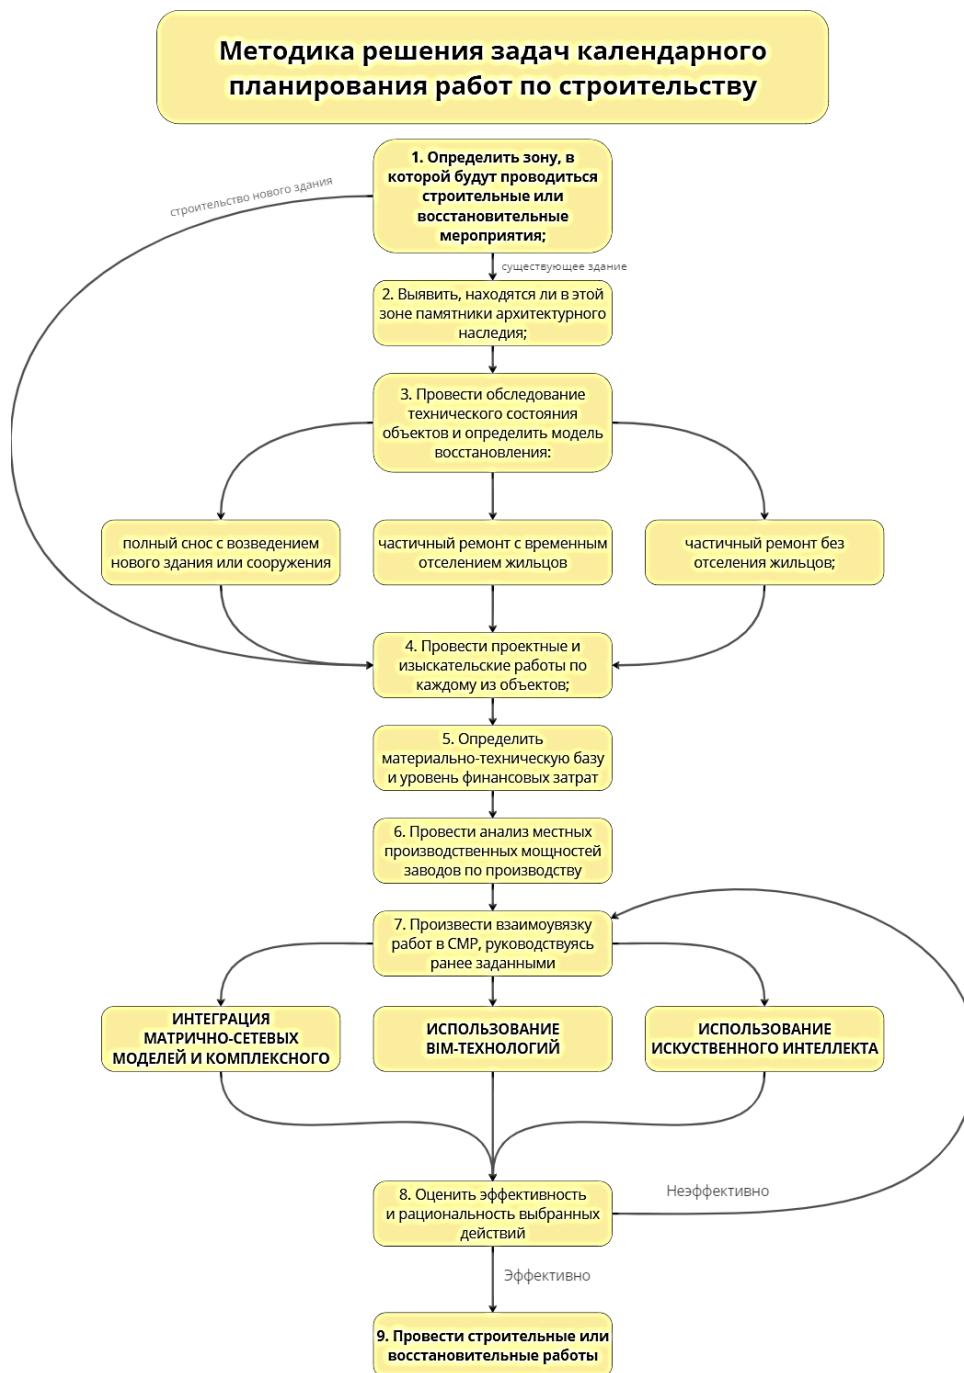 Методика решения задач календарного
планирования работ по строительству
1. Определить зону, в
которой будут проводиться
строительные или
восстановительные
мероприятия;
строительство нового здания
существующее здание
2. Выявить, находятся ли в этой
зоне памятники архитектурного
наследия;
3. Провести обследование
технического состояния
объектов и определить модель
восстановления:
полный снос с возведением
нового здания или сооружения
частичный ремонт с временным
отселением жильцов
частичный ремонт без
отселения жильцов;
4. Провести проектные и
изыскательские работы по
каждому из объектов;
5. Определить
материально-техническую базу
и уровень финансовых затрат
6. Провести анализ местных
производственных мощностей
заводов по производству
7. Произвести взаимоувязку
работ в СМР, руководствуясь
ранее заданными
ИНТЕГРАЦИЯ
МАТРИЧНО-СЕТЕВЫХ
МОДЕЛЕЙ И КОМПЛЕКСНОГО
ИСПОЛЬЗОВАНИЕ
BIM-ТЕХНОЛОГИЙ
ИСПОЛЬЗОВАНИЕ
ИСКУСТВЕННОГО ИНТЕЛЛЕКТА
8. Оценить эффективность
и рациональность выбранных
действий
Неэффективно
Эффективно
9. Провести строительные или
восстановительные работы